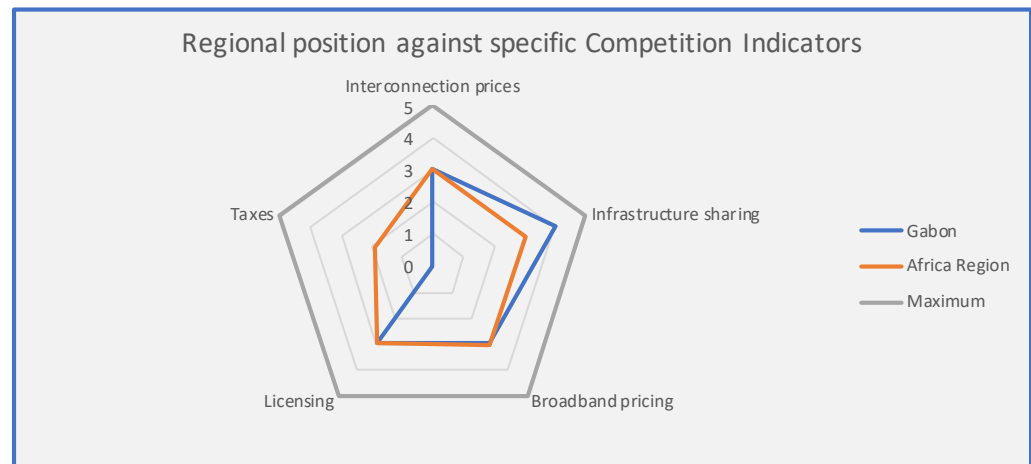 Regional position against specific Competition Indicators
Interconnection prices
5
4
3
2
1
0
Taxes
Infrastructure sharing
Licensing
Broadband pricing
Gabon
Africa Region
Maximum